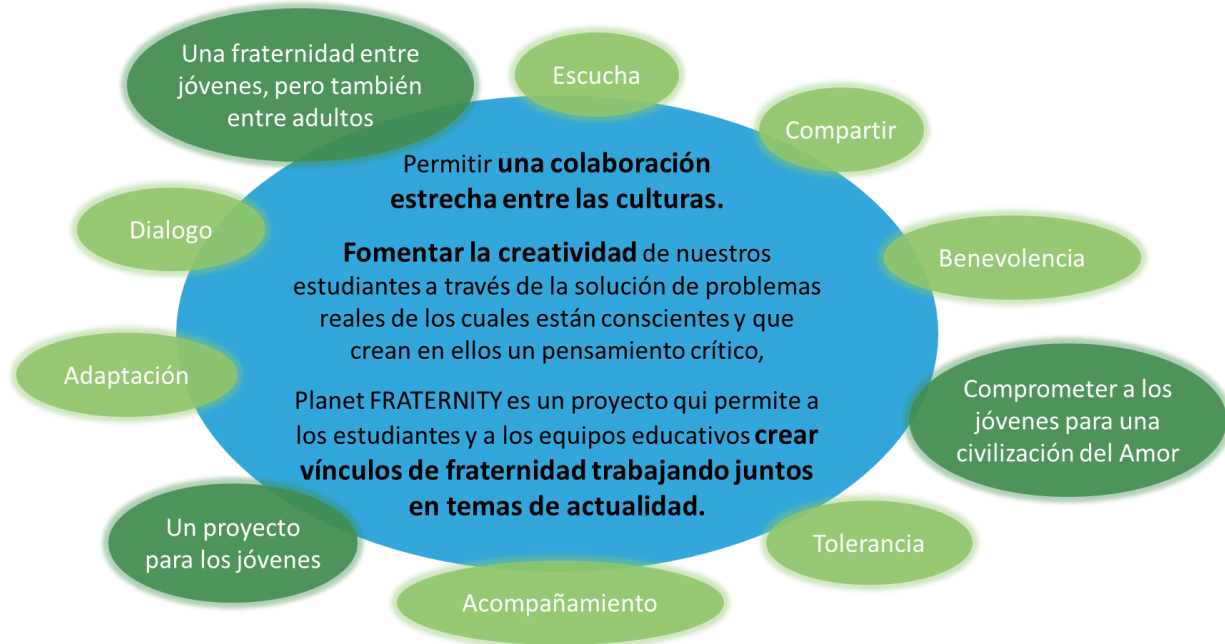 Una fraternidad entre
jóvenes, pero también
entre adultos
Escucha
Compartir
Dialogo
Benevolencia
Adaptación
Permitir una colaboración
estrecha entre las culturas.
Fomentar la creatividad de nuestros
estudiantes a través de la solución de problemas
reales de los cuales están conscientes y que
crean en ellos un pensamiento crítico,
Planet FRATERNITY es un proyecto qui permite a
los estudiantes y a los equipos educativos crear
vínculos de fraternidad trabajando juntos
en temas de actualidad.
Comprometer a los
jóvenes para una
civilización del Amor
Un proyecto
para los jóvenes
Tolerancia
Acompañamiento